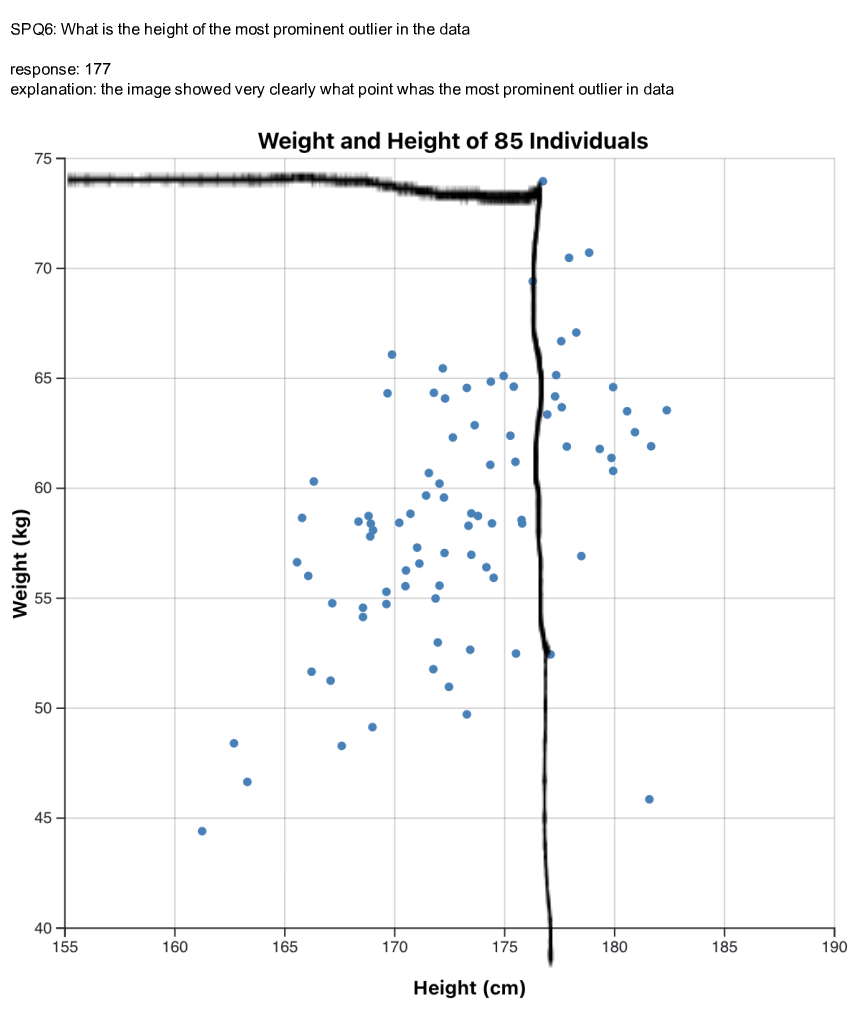 SPQ6: What is the height of the most prominent outlier in the data
response: 177
explanation: the image showed very clearly what point whas the most prominent outlier in data
Weight and Height of 85 Individuals
75
70
65
60
55
50
45
40
Weight (kg)
155 160 165 170 175 180 185 190
Height (cm)